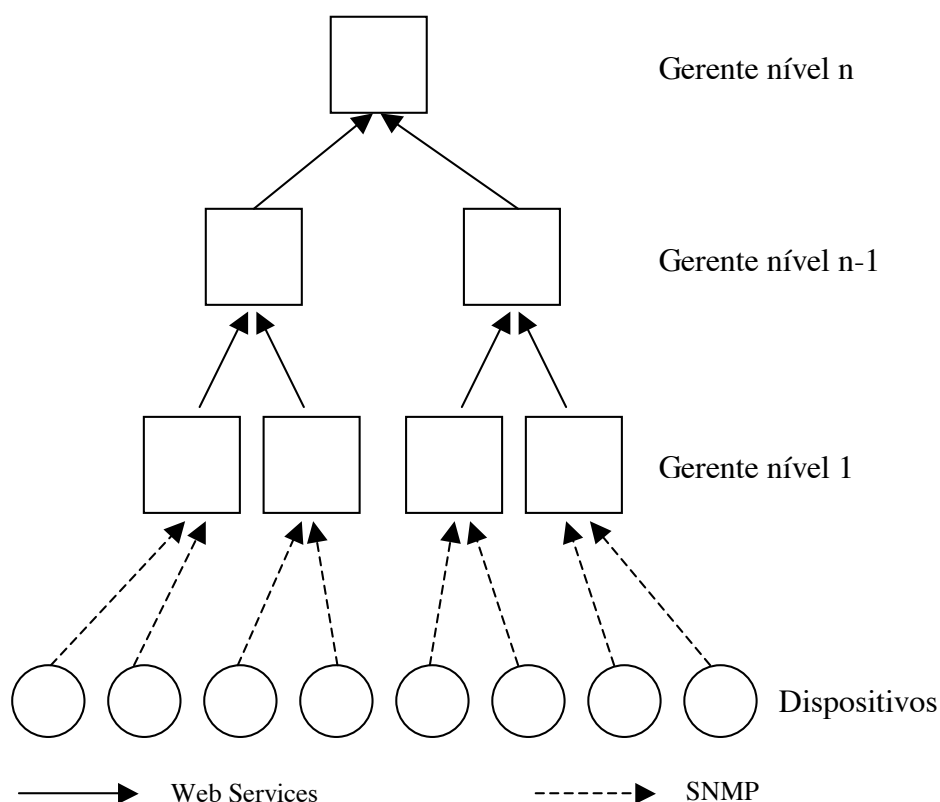 Gerente nível n
Gerente nível n-1
Gerente nível 1
Dispositivos
Web Services
SNMP